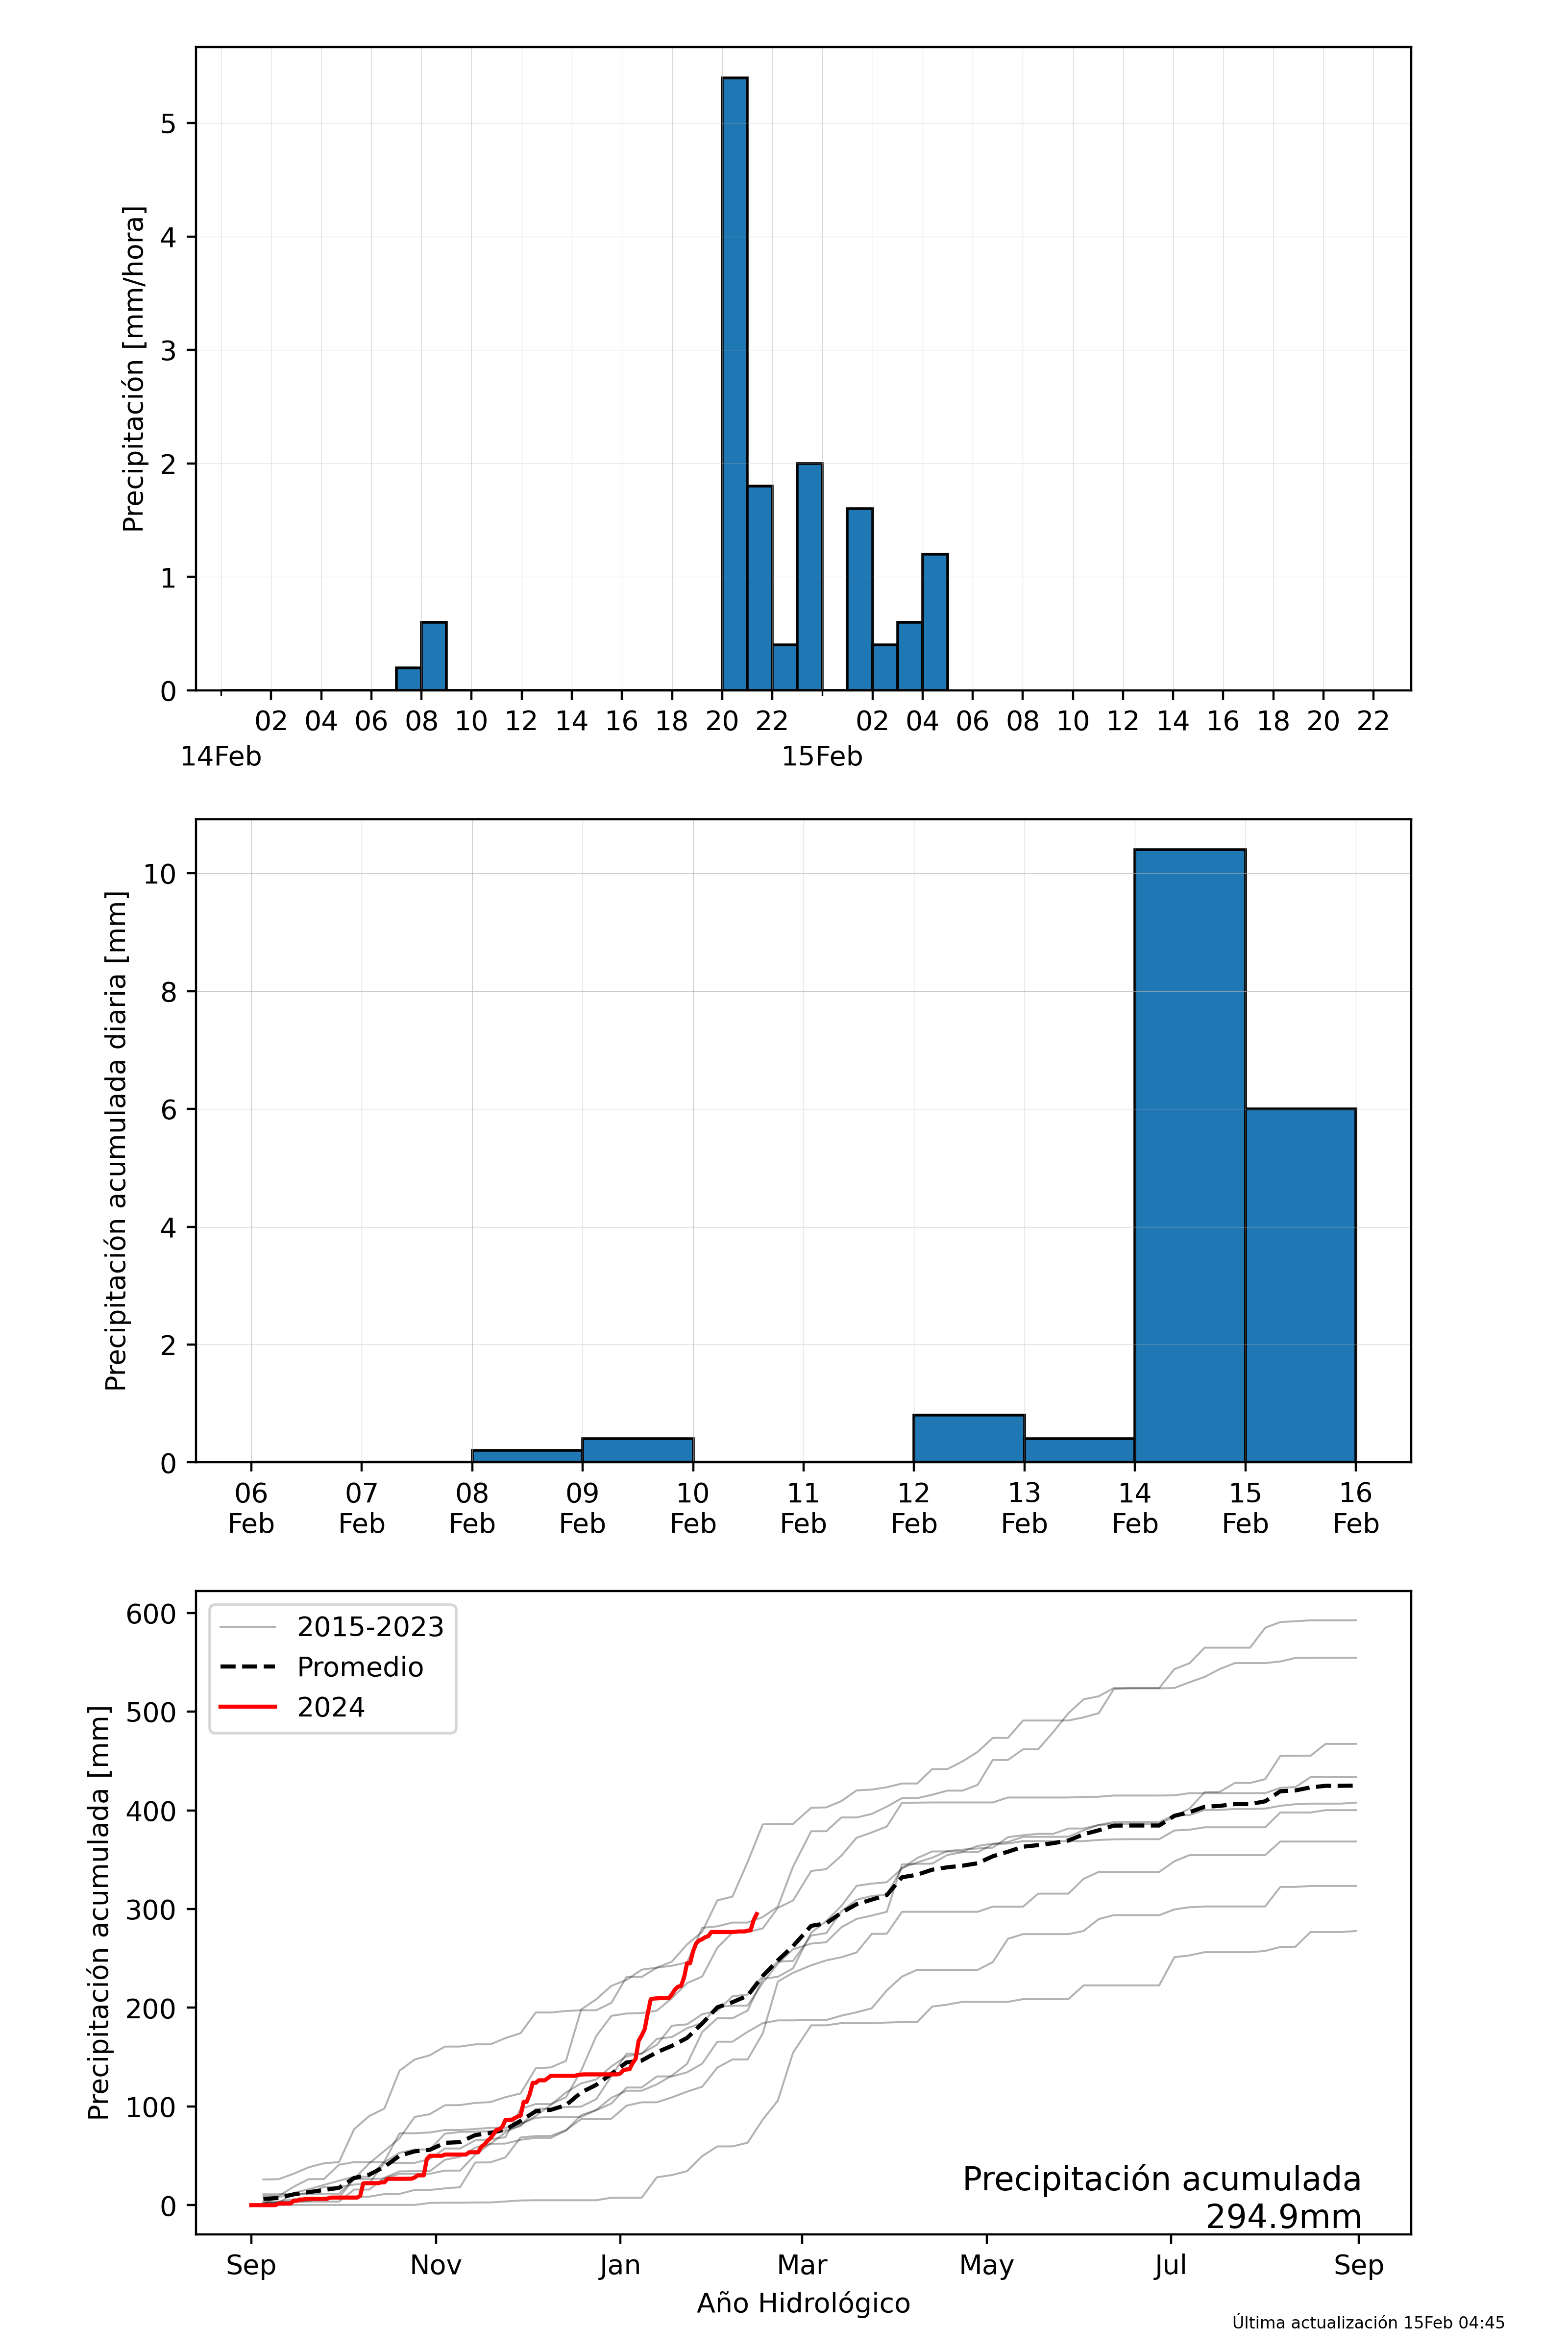 Precipitación [mm/hora]
5
4
3
2
1
0
02 04 06 08 10 12 14 16 18 20 22 02 04 06 08 10 12 14 16 18 20 22
14Feb 15Feb
Precipitación acumulada diaria [mm]
10
8
6
4
2
0
06 07 08 09 10 11 12 13 14 15 16
Feb Feb Feb Feb Feb Feb Feb Feb Feb Feb Feb
Precipitación acumulada [mm]
600
500
400
300
200
100
0
2015-2023
Promedio
2024
Precipitación acumulada
294.9mm
Sep Nov Jan Mar May Jul Sep
Año Hidrológico
Última actualización 15Feb 04:45